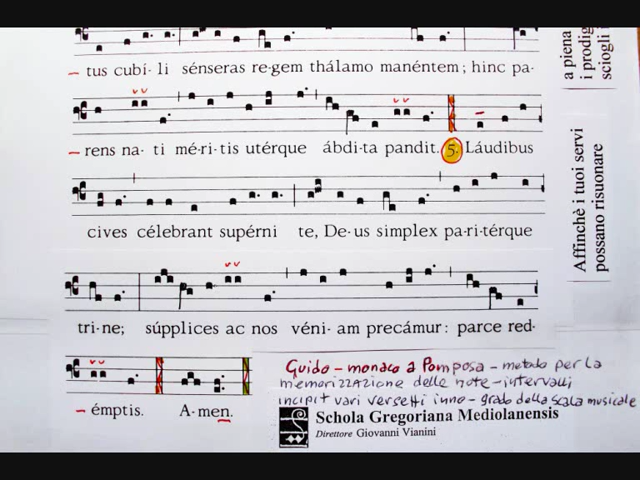 tus cubí- li sénseras re-gem thálamo manéntem; hinc pa-
rens na- ti mé-ri-tis utérque ábdi-ta pandit. 5. Láudibus
cives célebrant supérni te, De-us simplex pa-ri-térque
tri-ne; súpplices ac nos véni- am precámur: parce red-
émptis. A-men.
a piena
i prodig
sciogli i
Affinchè i tuoi servi
possano risuonare
Guido - monaco a Pomposa - metodo per la
memorizzazione delle note - intervalli
incipit vari versetti inno - grado della scala musicale
Schola Gregoriana Mediolanensis
Direttore Giovanni Vianini